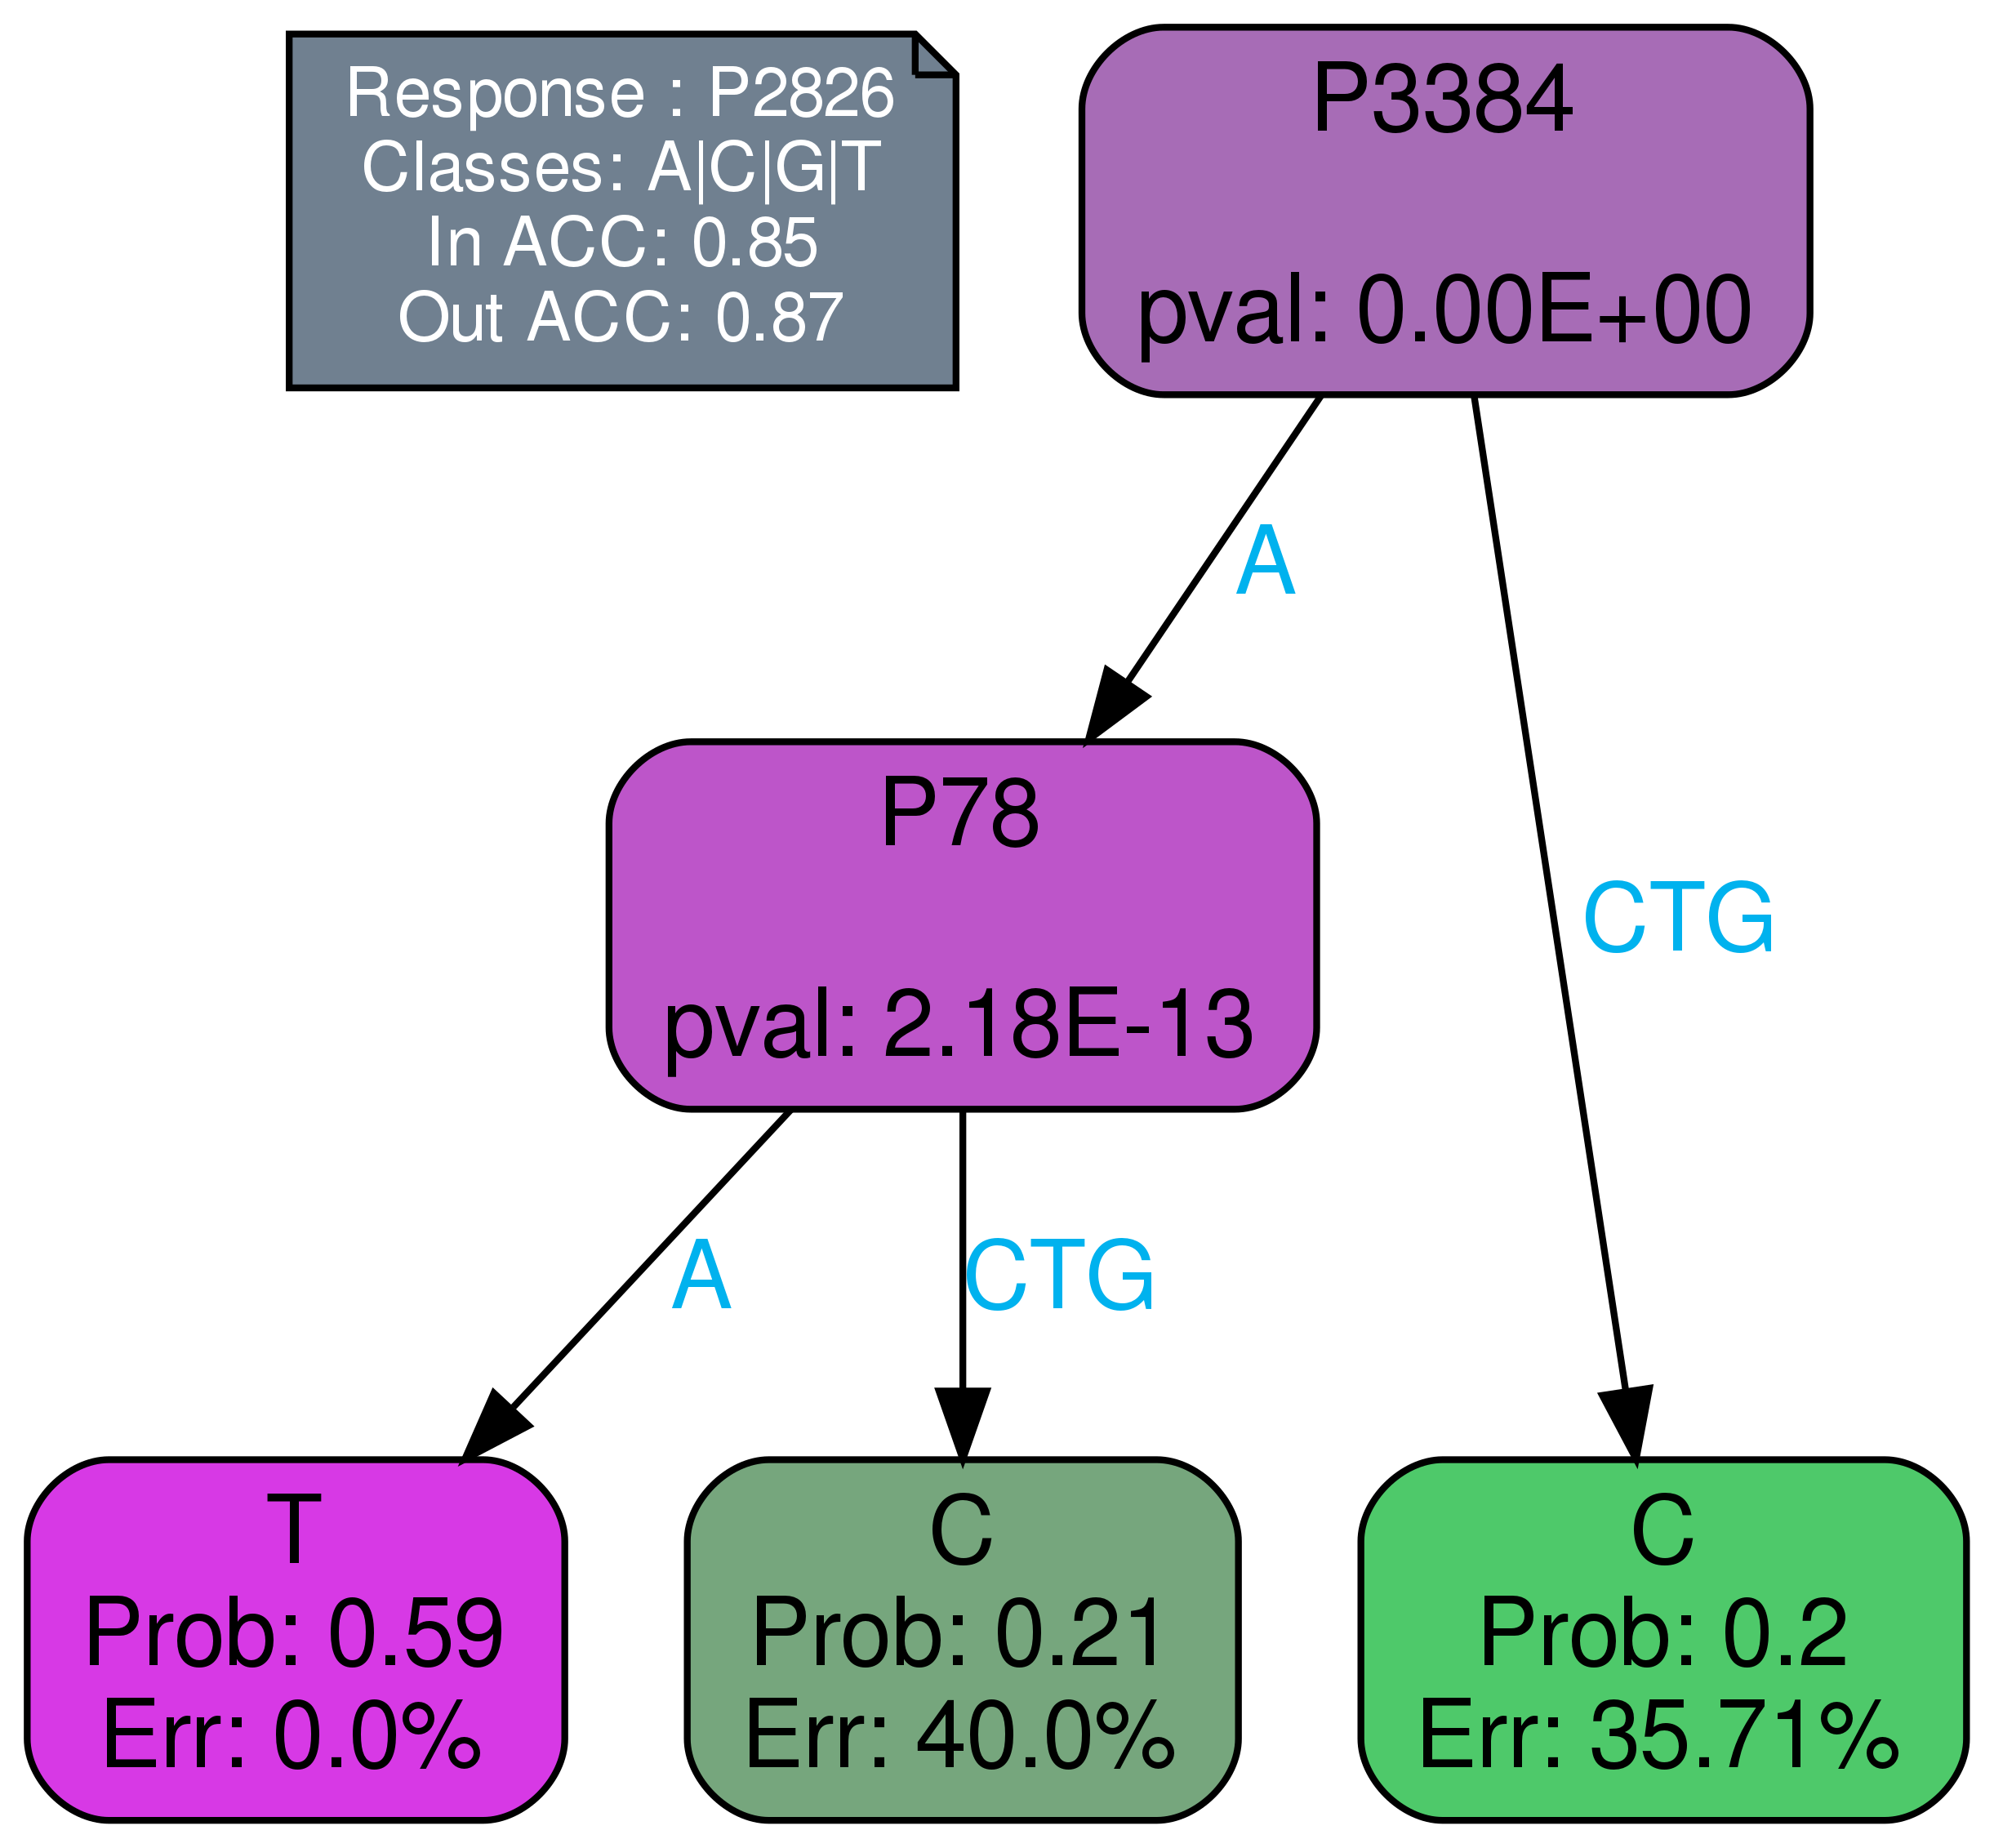 Response : P2826
Classes: A|C|G|T
In ACC: 0.85
Out ACC: 0.87
P3384
pval: 0.00E+00
A
CTG
P78
pval: 2.18E-13
A
CTG
T
Prob: 0.59
Err: 0.0%
C
Prob: 0.21
Err: 40.0%
C
Prob: 0.2
Err: 35.71%